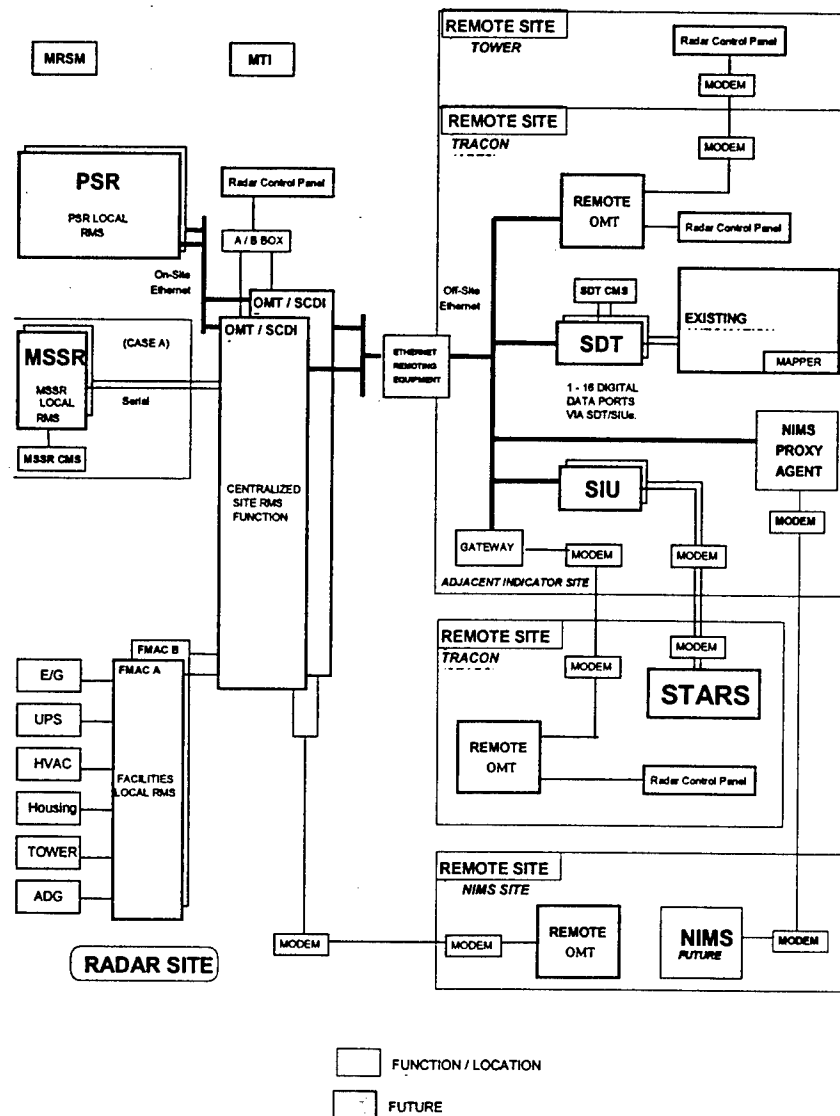 MRSM
MTI
PSR
PSR LOCAL
RMS
Radar Control Panel
A / B BOX
On-Site
Ethernet
OMT / SCDI
OMT / SCDI
(CASE A)
MSSR
MSSR
LOCAL
RMS
Serial
MSSR CMS
CENTRALIZED
SITE RMS
FUNCTION
FMAC B
FMAC A
E/G
UPS
HVAC
Housing
TOWER
ADG
FACILITIES
LOCAL RMS
RADAR SITE
MODEM
ETHERNET
REMOTING
EQUIPMENT
REMOTE SITE
TOWER
Radar Control Panel
MODEM
REMOTE SITE
TRACON
MODEM
REMOTE
OMT
Radar Control Panel
Off-Site
Ethernet
SDT CMS
SDT
EXISTING
MAPPER
1 - 16 DIGITAL
DATA PORTS
VIA SDT/SIUs.
NIMS
PROXY
AGENT
SIU
MODEM
GATEWAY
MODEM
MODEM
ADJACENT INDICATOR SITE
REMOTE SITE
TRACON
MODEM
MODEM
STARS
REMOTE
OMT
Radar Control Panel
REMOTE SITE
NIMS SITE
MODEM
REMOTE
OMT
NIMS
FUTURE
MODEM
FUNCTION / LOCATION
FUTURE